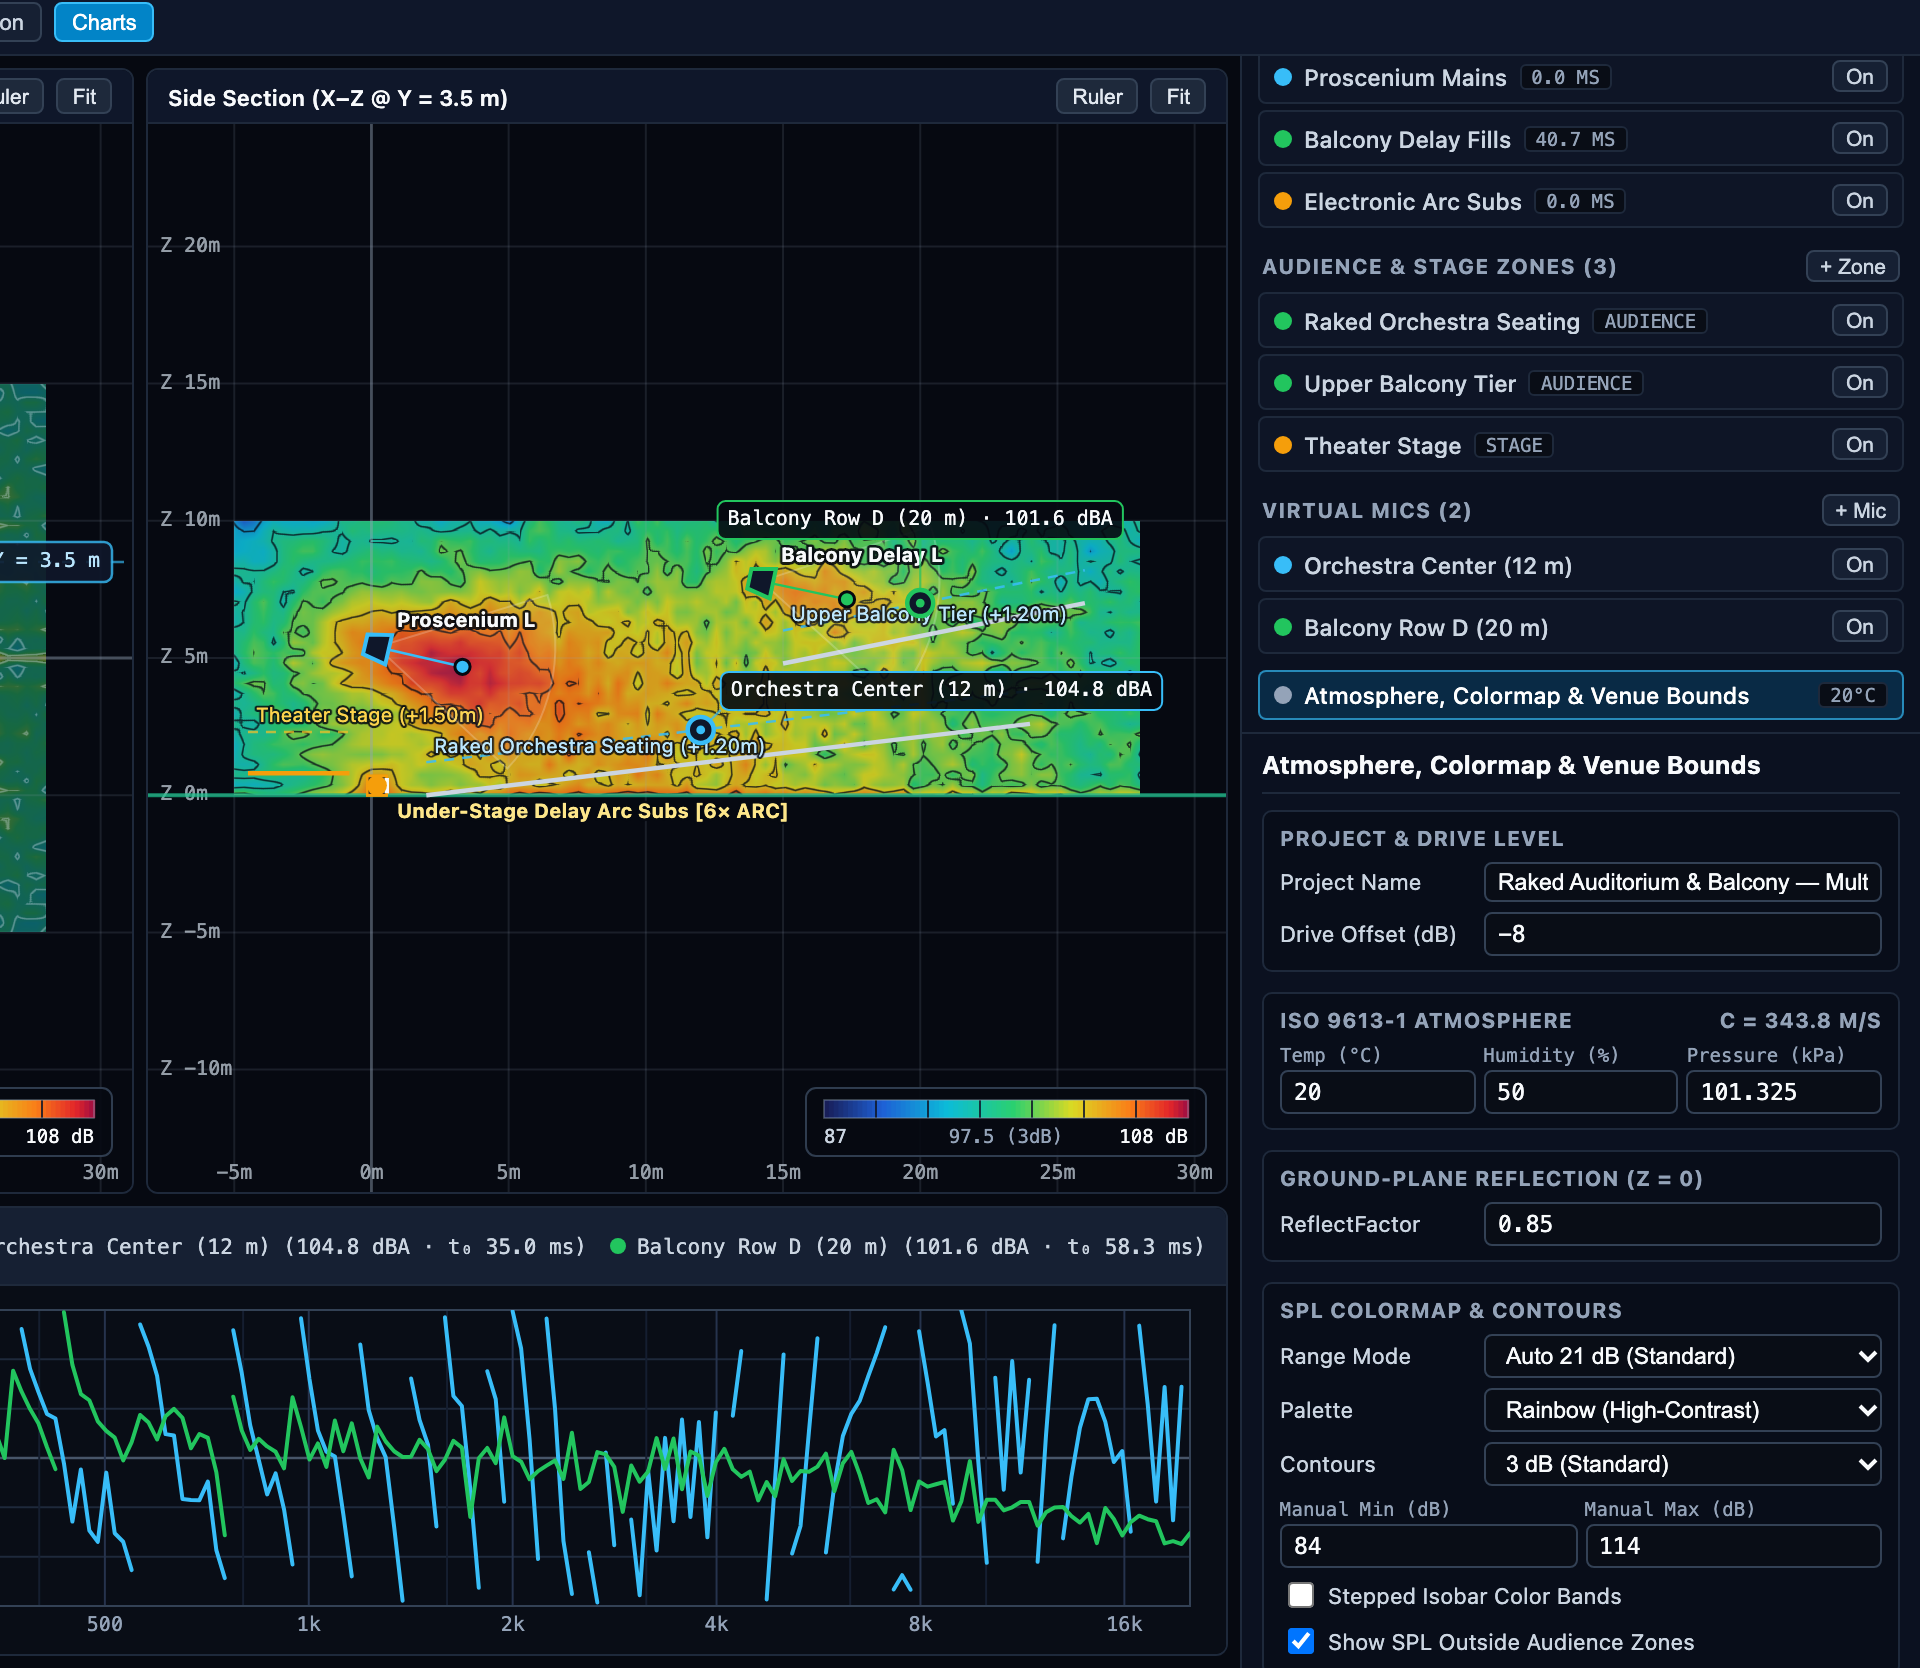 on
Charts
uler
Fit
Side Section (X–Z @ Y = 3.5 m)
Ruler
Fit
Z 20m
Z 15m
Z 10m
Z 5m
Z 0m
Z −5m
Z −10m
Y = 3.5 m
Balcony Row D (20 m) · 101.6 dBA
Balcony Delay L
Upper Balcony Tier (+1.20m)
Proscenium L
Orchestra Center (12 m) · 104.8 dBA
Theater Stage (+1.50m)
Raked Orchestra Seating (+1.20m)
Under-Stage Delay Arc Subs [6× ARC]
108 dB
30m
87
97.5 (3dB)
108 dB
−5m
0m
5m
10m
15m
20m
25m
30m
rchestra Center (12 m) (104.8 dBA · t₀ 35.0 ms)
Balcony Row D (20 m) (101.6 dBA · t₀ 58.3 ms)
500
1k
2k
4k
8k
16k
Proscenium Mains 0.0 MS On
Balcony Delay Fills 40.7 MS On
Electronic Arc Subs 0.0 MS On
AUDIENCE & STAGE ZONES (3) + Zone
Raked Orchestra Seating AUDIENCE On
Upper Balcony Tier AUDIENCE On
Theater Stage STAGE On
VIRTUAL MICS (2) + Mic
Orchestra Center (12 m) On
Balcony Row D (20 m) On
Atmosphere, Colormap & Venue Bounds 20°C
Atmosphere, Colormap & Venue Bounds
PROJECT & DRIVE LEVEL
Project Name Raked Auditorium & Balcony — Mult
Drive Offset (dB) −8
ISO 9613-1 ATMOSPHERE C = 343.8 M/S
Temp (°C) Humidity (%) Pressure (kPa)
20 50 101.325
GROUND-PLANE REFLECTION (Z = 0)
ReflectFactor 0.85
SPL COLORMAP & CONTOURS
Range Mode Auto 21 dB (Standard)
Palette Rainbow (High-Contrast)
Contours 3 dB (Standard)
Manual Min (dB) Manual Max (dB)
84 114
Stepped Isobar Color Bands
Show SPL Outside Audience Zones